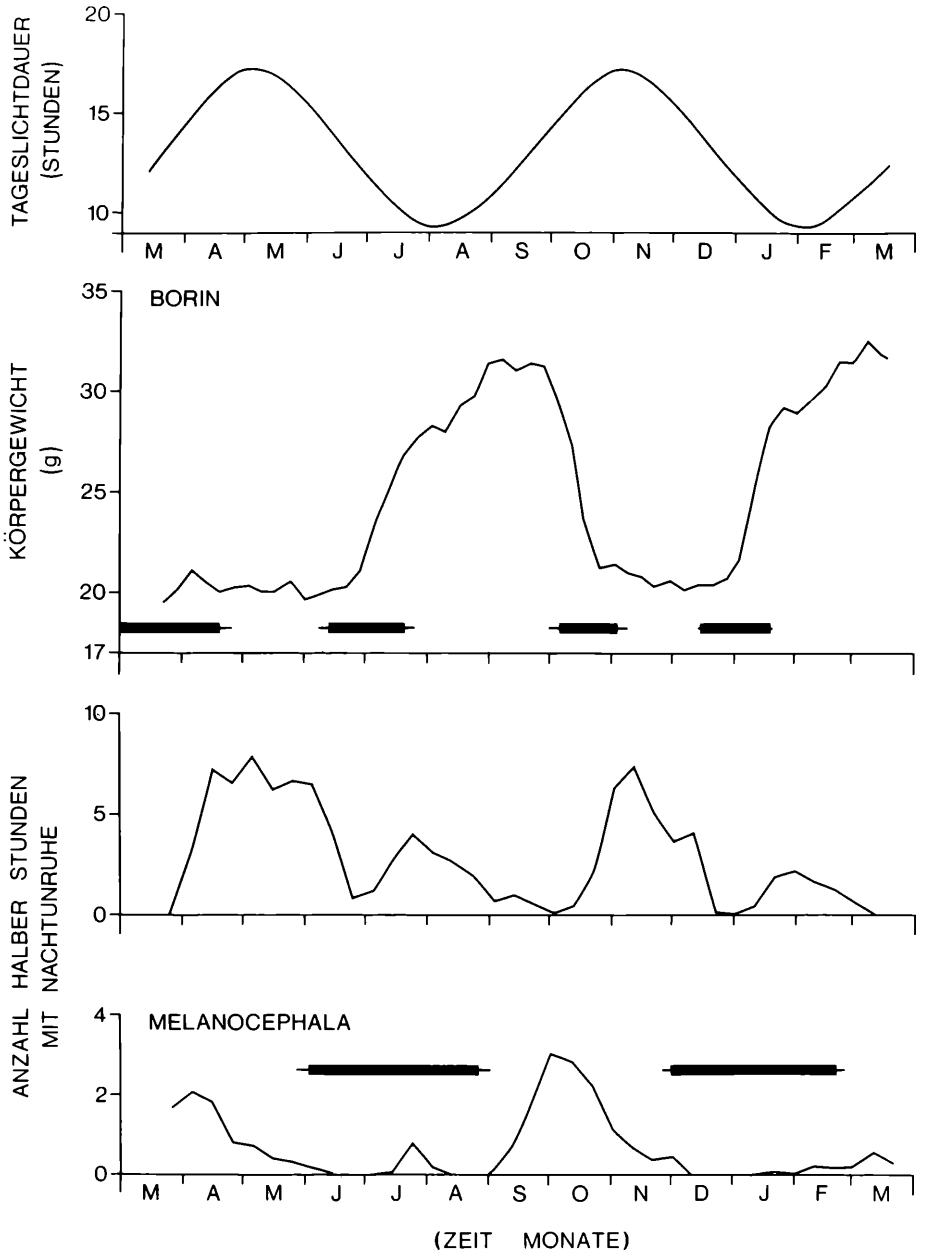 TAGESLICHTDAUER
(STUNDEN)
20
15
10
M A M J J A S O N D J F M
KÖRPERGEWICHT
(g)
BORIN
35
30
25
20
17
ANZAHL HALBER STUNDEN
MIT NACHTUNRUHE
10
5
0
MELANOCEPHALA
4
2
0
M A M J J A S O N D J F M
(ZEIT MONATE)